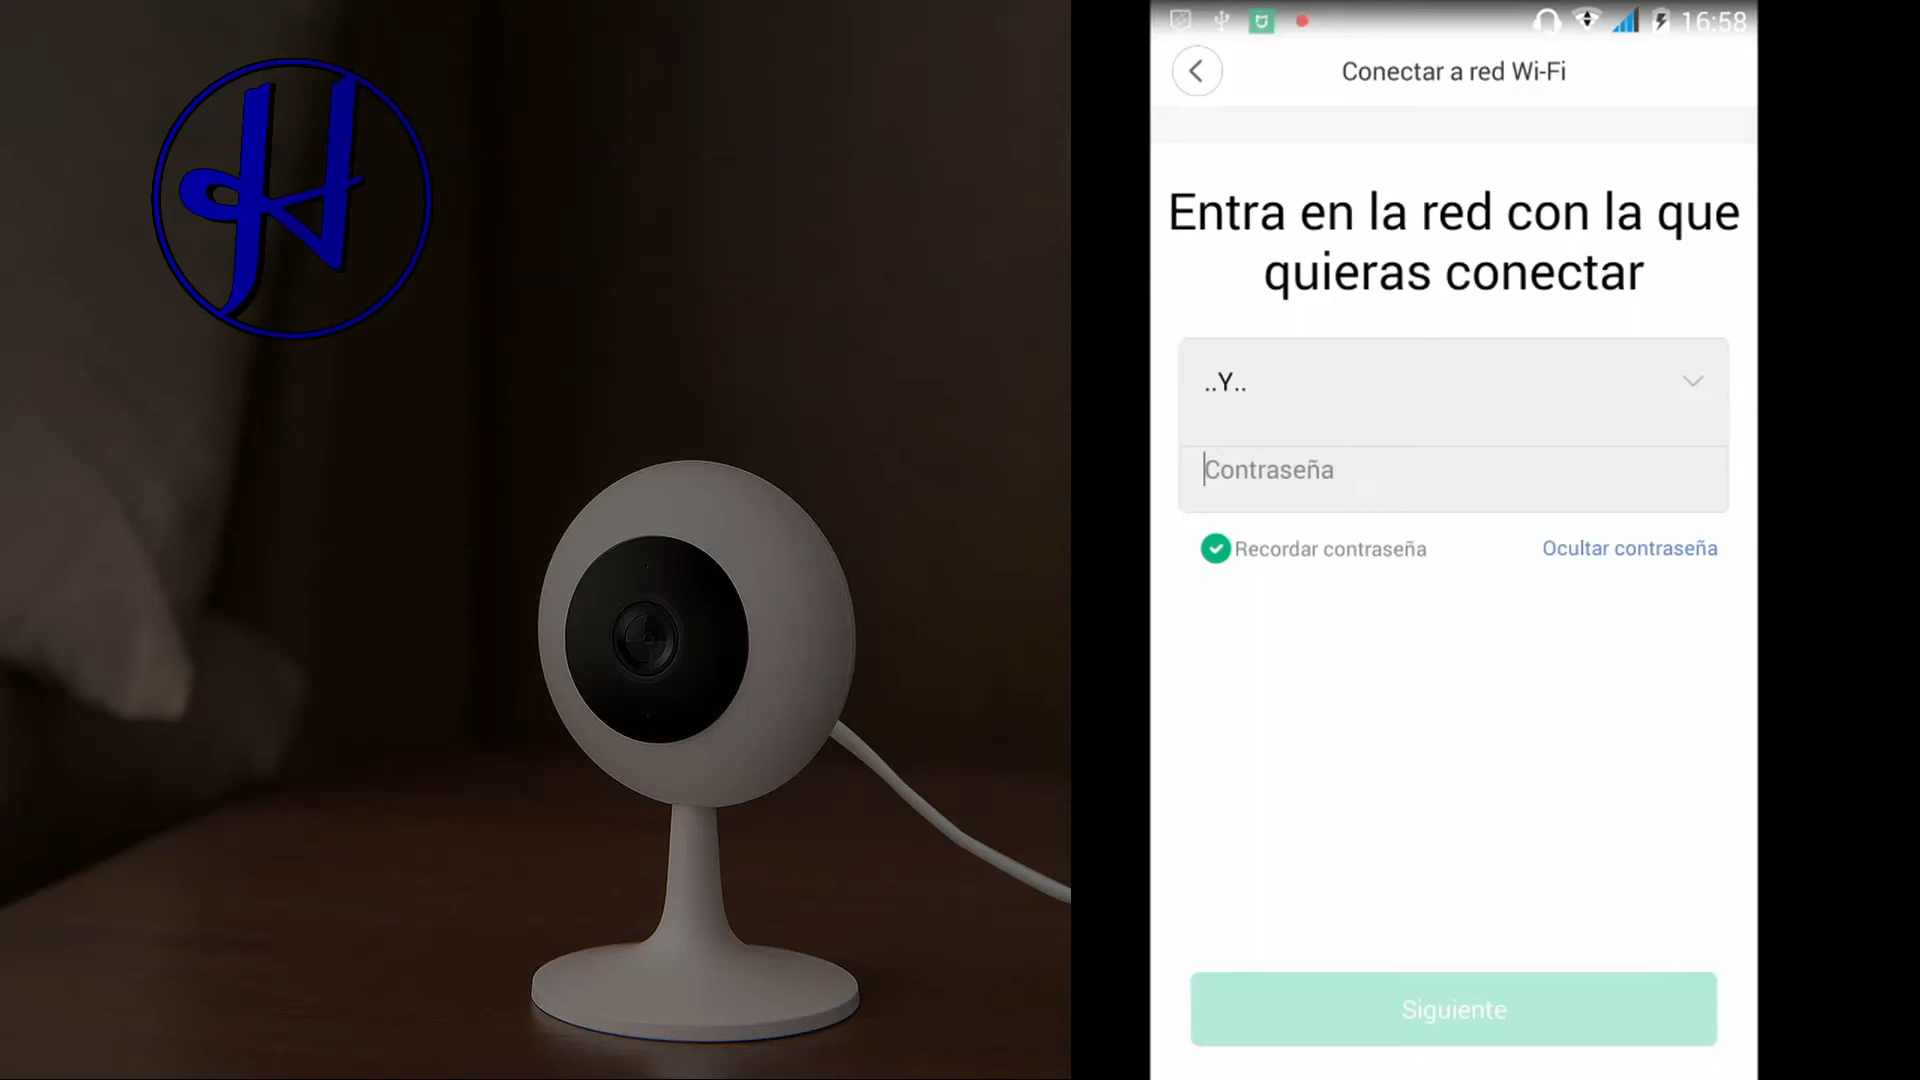 16:58
Conectar a red Wi-Fi
Entra en la red con la que
quieras conectar
..Y..
Contraseña
Recordar contraseña
Ocultar contraseña
Siguiente